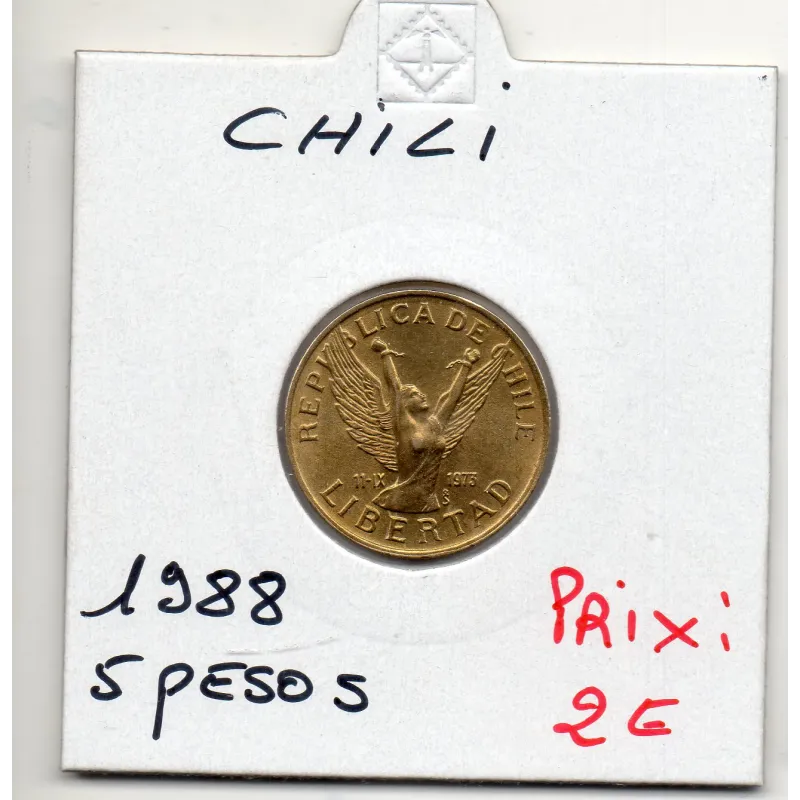 CHILI
REPUBLICA DE CHILE
11-IX 1973
LIBERTAD
1988
5 PESOS
PRIX:
2 €